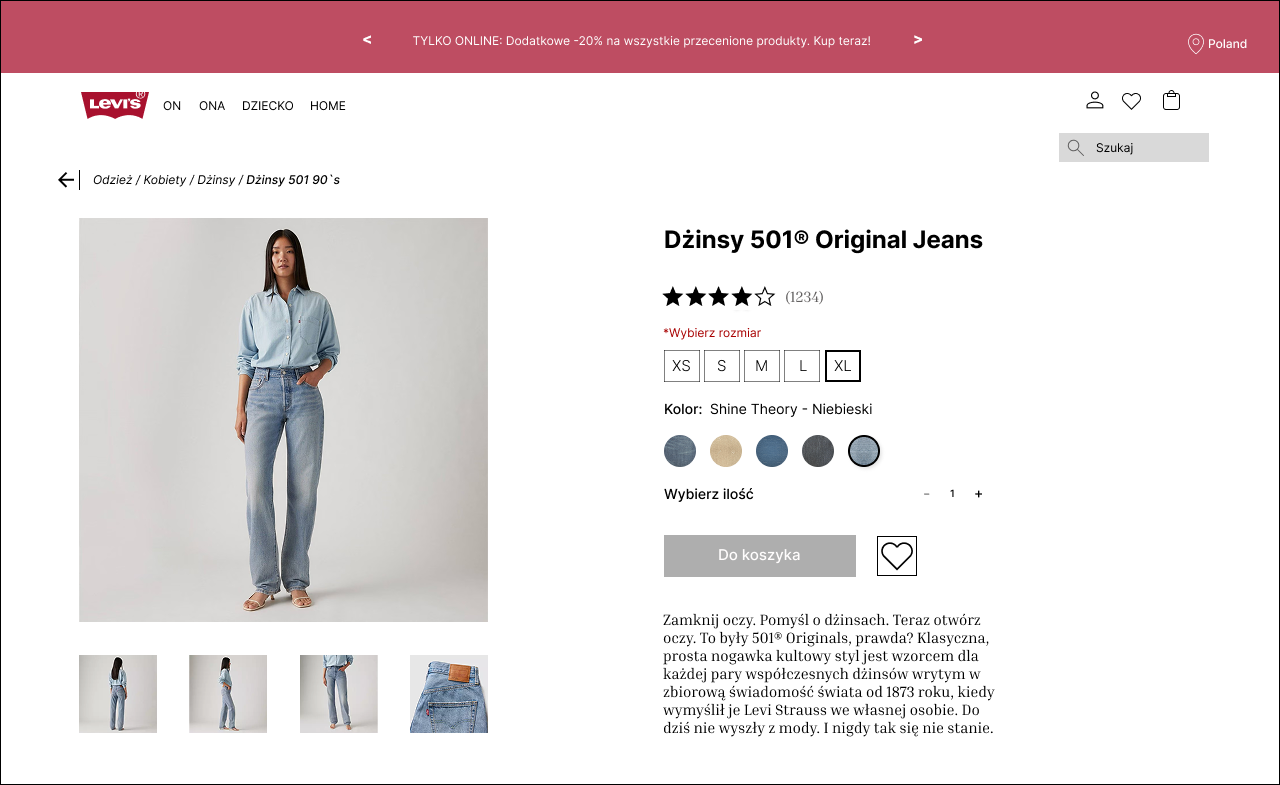 < TYLKO ONLINE: Dodatkowe -20% na wszystkie przecenione produkty. Kup teraz! >
Poland
LEVI'S® ON ONA DZIECKO HOME
Szukaj
Odzież / Kobiety / Dżinsy / Dżinsy 501 90`s
Dżinsy 501® Original Jeans
(1234)
*Wybierz rozmiar
XS S M L XL
Kolor: Shine Theory - Niebieski
Wybierz ilość - 1 +
Do koszyka
Zamknij oczy. Pomyśl o dżinsach. Teraz otwórz
oczy. To były 501® Originals, prawda? Klasyczna,
prosta nogawka kultowy styl jest wzorcem dla
każdej pary współczesnych dżinsów wrytym w
zbiorową świadomość świata od 1873 roku, kiedy
wymyślił je Levi Strauss we własnej osobie. Do
dziś nie wyszły z mody. I nigdy tak się nie stanie.